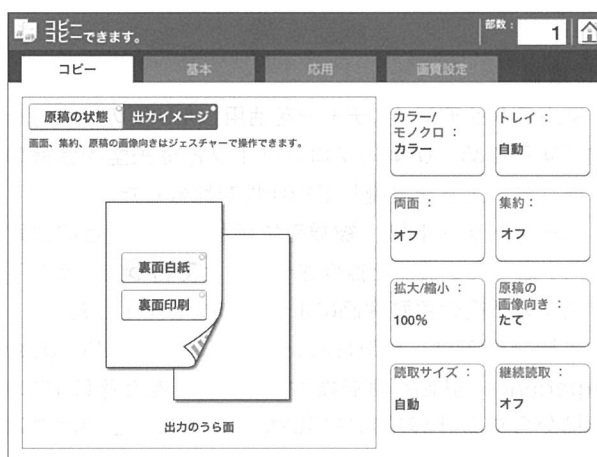 コピー
コピーできます。
部数：
1
コピー
基本
応用
画質設定
原稿の状態
出力イメージ
画面、集約、原稿の画像向きはジェスチャーで操作できます。
裏面白紙
裏面印刷
出力のうら面
カラー/
モノクロ：
カラー
トレイ：
自動
両面：
オフ
集約：
オフ
拡大/縮小：
100%
原稿の
画像向き：
たて
読取サイズ：
自動
継続読取：
オフ